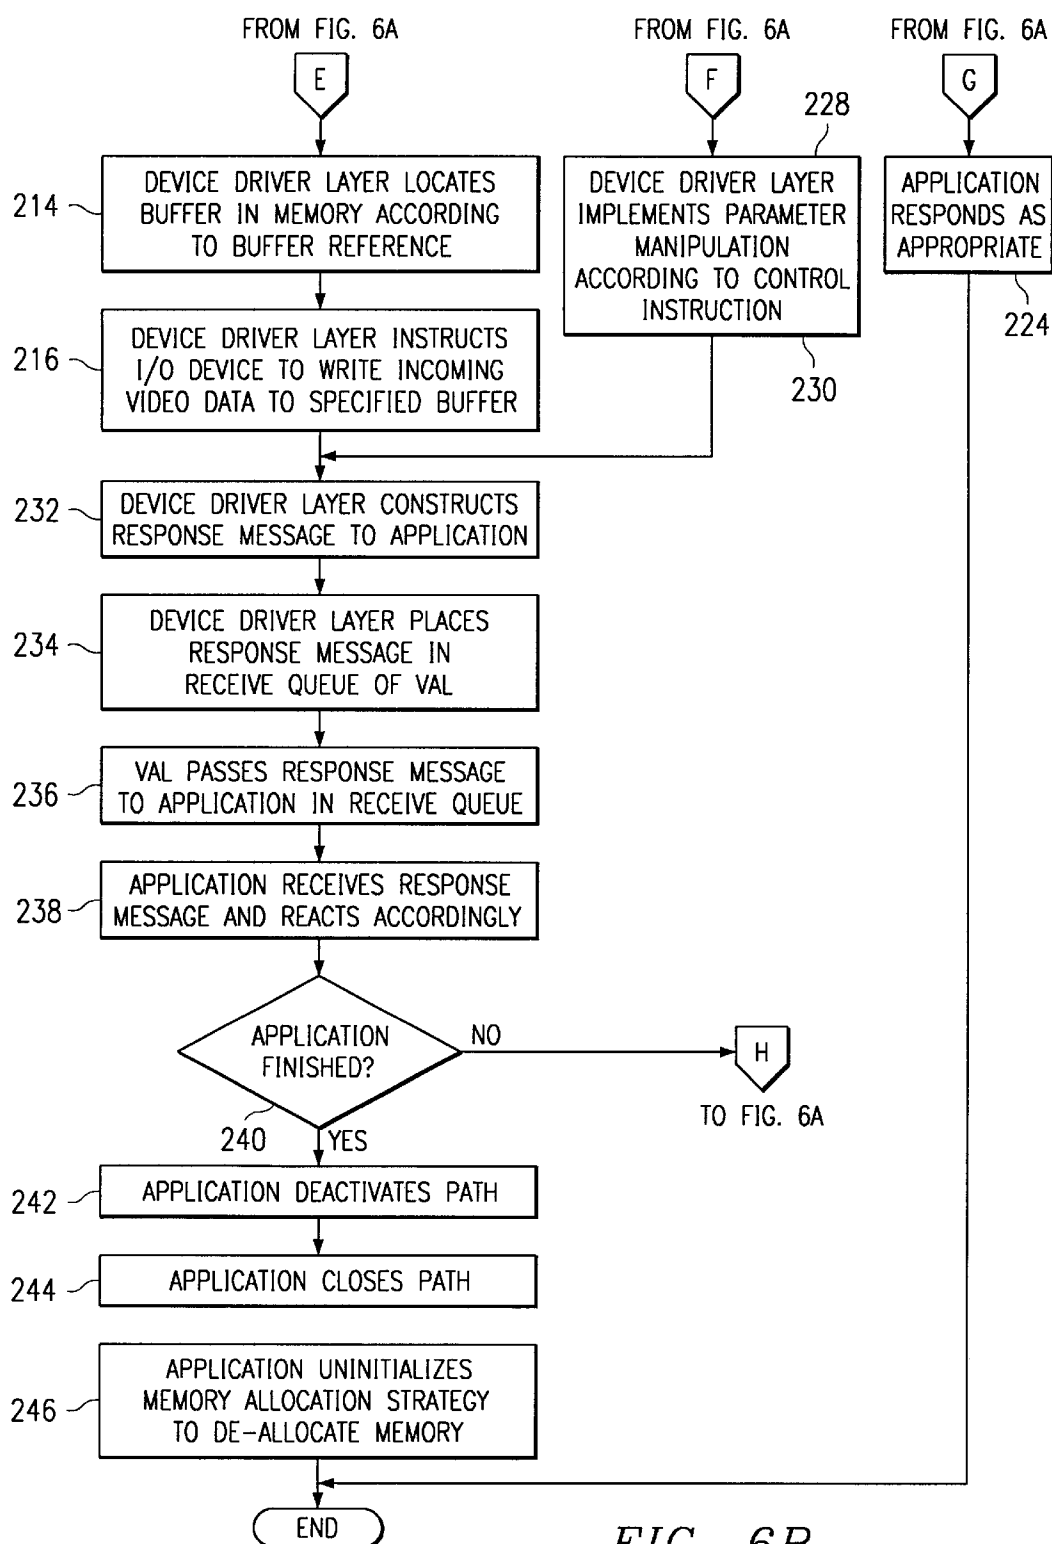 FROM FIG. 6A
FROM FIG. 6A
FROM FIG. 6A
E
F
G
228
214
DEVICE DRIVER LAYER LOCATES
BUFFER IN MEMORY ACCORDING
TO BUFFER REFERENCE
DEVICE DRIVER LAYER
IMPLEMENTS PARAMETER
MANIPULATION
ACCORDING TO CONTROL
INSTRUCTION
230
APPLICATION
RESPONDS AS
APPROPRIATE
224
216
DEVICE DRIVER LAYER INSTRUCTS
I/O DEVICE TO WRITE INCOMING
VIDEO DATA TO SPECIFIED BUFFER
232
DEVICE DRIVER LAYER CONSTRUCTS
RESPONSE MESSAGE TO APPLICATION
234
DEVICE DRIVER LAYER PLACES
RESPONSE MESSAGE IN
RECEIVE QUEUE OF VAL
236
VAL PASSES RESPONSE MESSAGE
TO APPLICATION IN RECEIVE QUEUE
238
APPLICATION RECEIVES RESPONSE
MESSAGE AND REACTS ACCORDINGLY
APPLICATION
FINISHED?
240
NO
H
TO FIG. 6A
YES
242
APPLICATION DEACTIVATES PATH
244
APPLICATION CLOSES PATH
246
APPLICATION UNINITIALIZES
MEMORY ALLOCATION STRATEGY
TO DE-ALLOCATE MEMORY
END
FIG. 6B